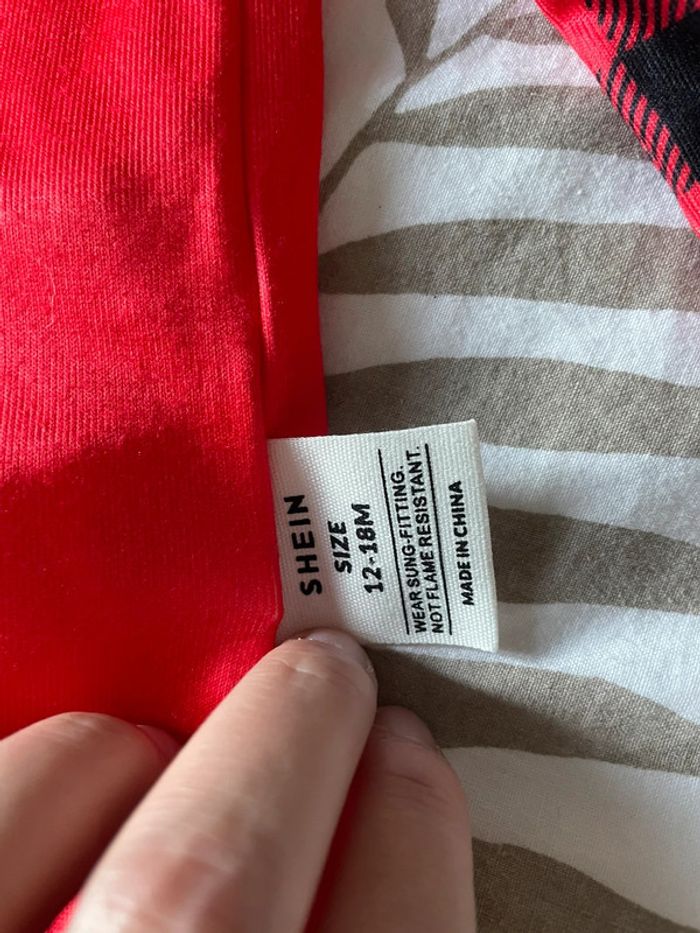 SHEIN
SIZE
12-18M
WEAR SUNG-FITTING.
NOT FLAME RESISTANT.
MADE IN CHINA